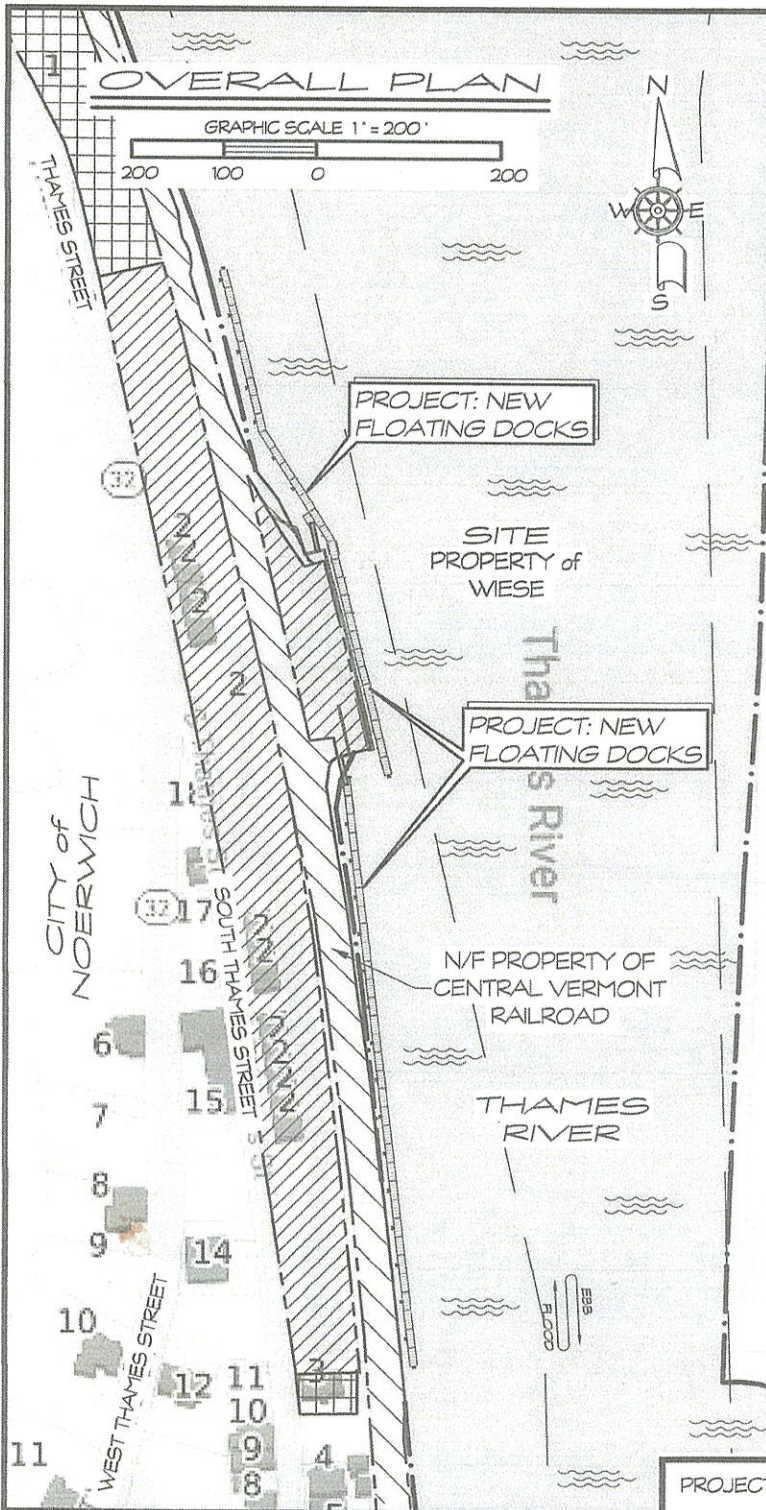 OVERALL PLAN
GRAPHIC SCALE 1" = 200'
200 100 0 200
N
W E
S
1
THAMES STREET
PROJECT: NEW
FLOATING DOCKS
32
2
2
2
SITE
PROPERTY of
WIESE
Thames River
PROJECT: NEW
FLOATING DOCKS
CITY of
NOERWICH
32
17
16
SOUTH THAMES STREET
N/F PROPERTY OF
CENTRAL VERMONT
RAILROAD
6
7
15
THAMES
RIVER
8
9
14
WEST THAMES STREET
EBB
FLOOD
10
3
12
11
10
9
8
4
11
PROJECT